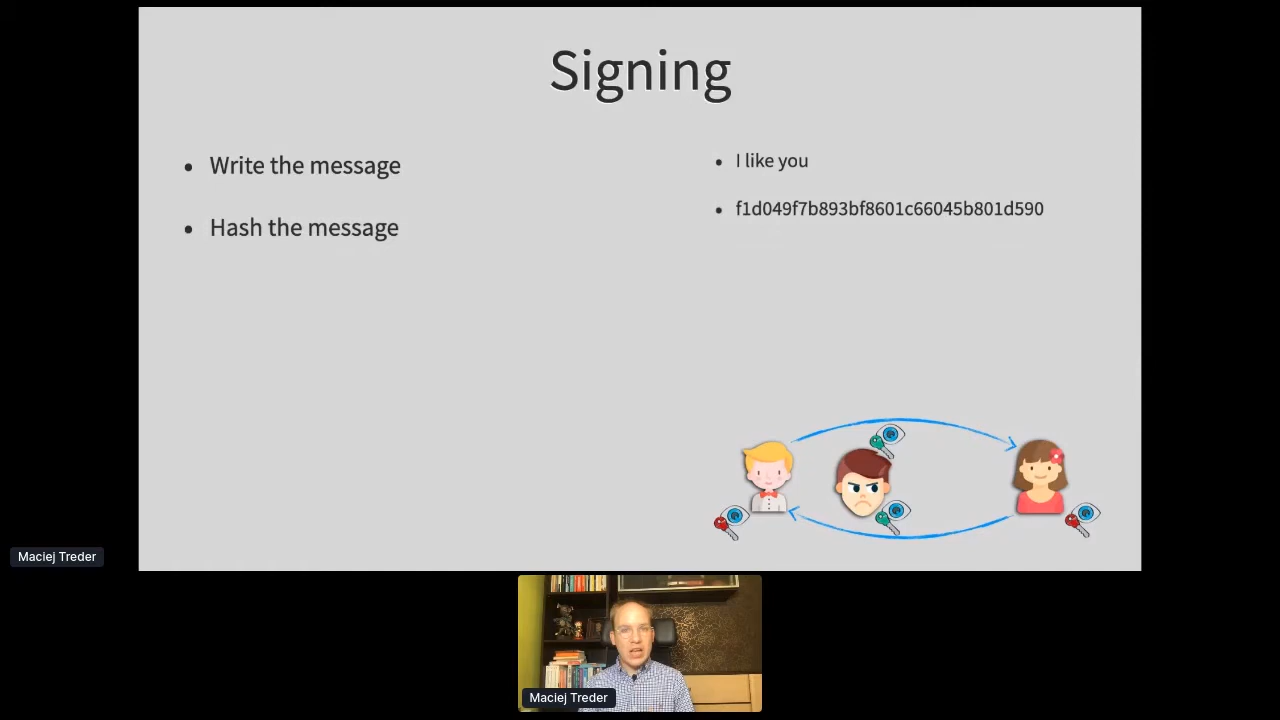 Signing
Write the message
Hash the message
I like you
f1d049f7b893bf8601c66045b801d590
Maciej Treder
Maciej Treder